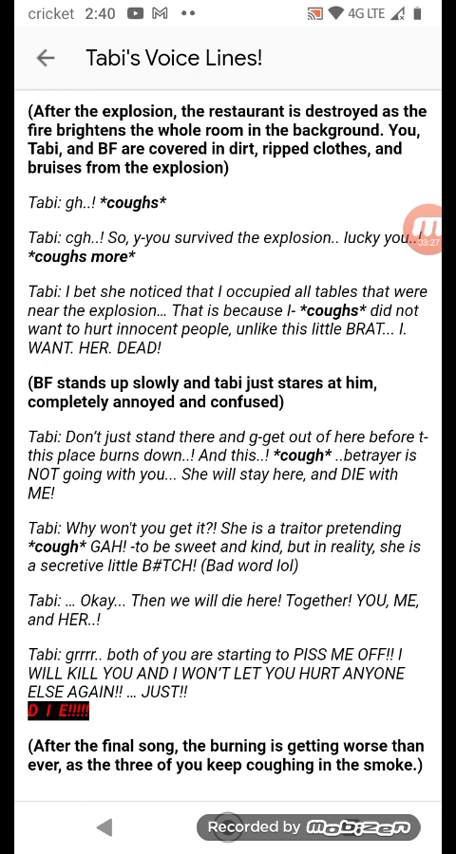 cricket 2:40 4G LTE
Tabi's Voice Lines!
(After the explosion, the restaurant is destroyed as the
fire brightens the whole room in the background. You,
Tabi, and BF are covered in dirt, ripped clothes, and
bruises from the explosion)
Tabi: gh..! *coughs*
Tabi: cgh..! So, y-you survived the explosion.. lucky you..!
03:27
*coughs more*
Tabi: I bet she noticed that I occupied all tables that were
near the explosion... That is because I- *coughs* did not
want to hurt innocent people, unlike this little BRAT... I.
WANT. HER. DEAD!
(BF stands up slowly and tabi just stares at him,
completely annoyed and confused)
Tabi: Don't just stand there and g-get out of here before t-
this place burns down..! And this..! *cough* ..betrayer is
NOT going with you... She will stay here, and DIE with
ME!
Tabi: Why won't you get it?! She is a traitor pretending
*cough* GAH! -to be sweet and kind, but in reality, she is
a secretive little B#TCH! (Bad word lol)
Tabi: ... Okay... Then we will die here! Together! YOU, ME,
and HER..!
Tabi: grrrr.. both of you are starting to PISS ME OFF!! I
WILL KILL YOU AND I WON'T LET YOU HURT ANYONE
ELSE AGAIN!! ... JUST!!
D I E!!!!!
(After the final song, the burning is getting worse than
ever, as the three of you keep coughing in the smoke.)
Recorded by mobizen